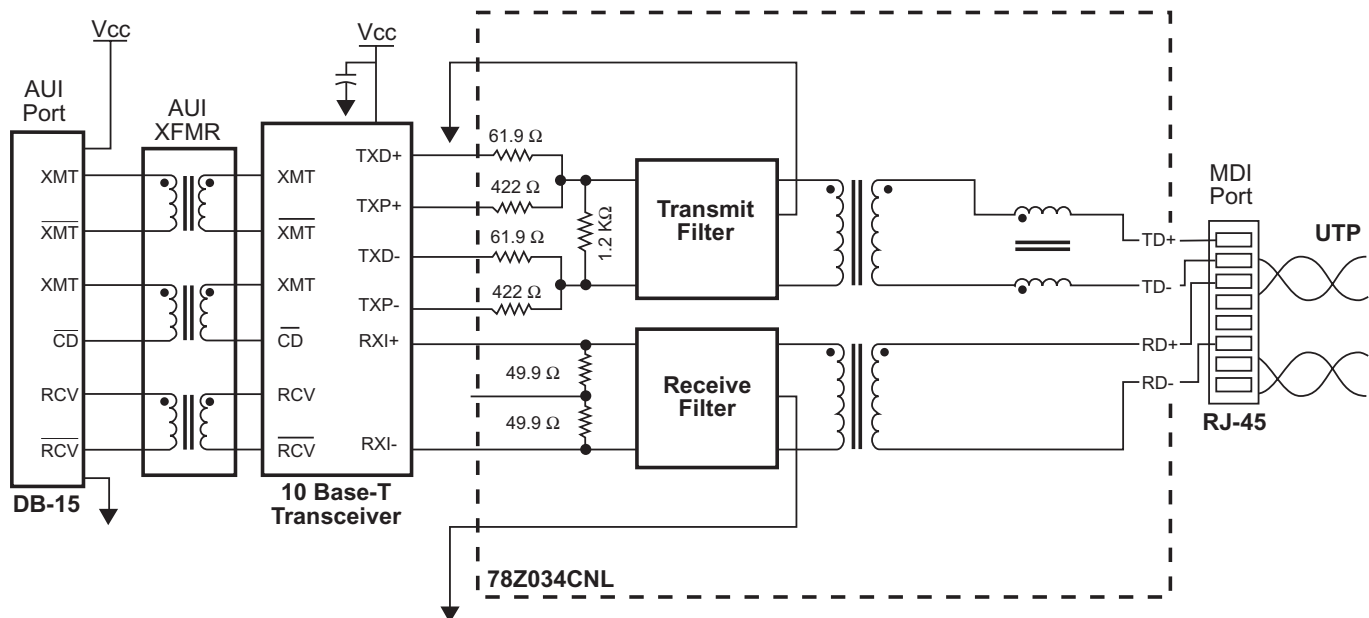 Vcc
Vcc
AUI
Port
AUI
XFMR
XMT
XMT
XMT
CD
RCV
RCV
DB-15
XMT
XMT
XMT
CD
RCV
RCV
TXD+
TXP+
TXD-
TXP-
RXI+
RXI-
10 Base-T
Transceiver
61.9 Ω
422 Ω
61.9 Ω
422 Ω
1.2 KΩ
49.9 Ω
49.9 Ω
Transmit
Filter
Receive
Filter
78Z034CNL
TD+
TD-
RD+
RD-
MDI
Port
RJ-45
UTP